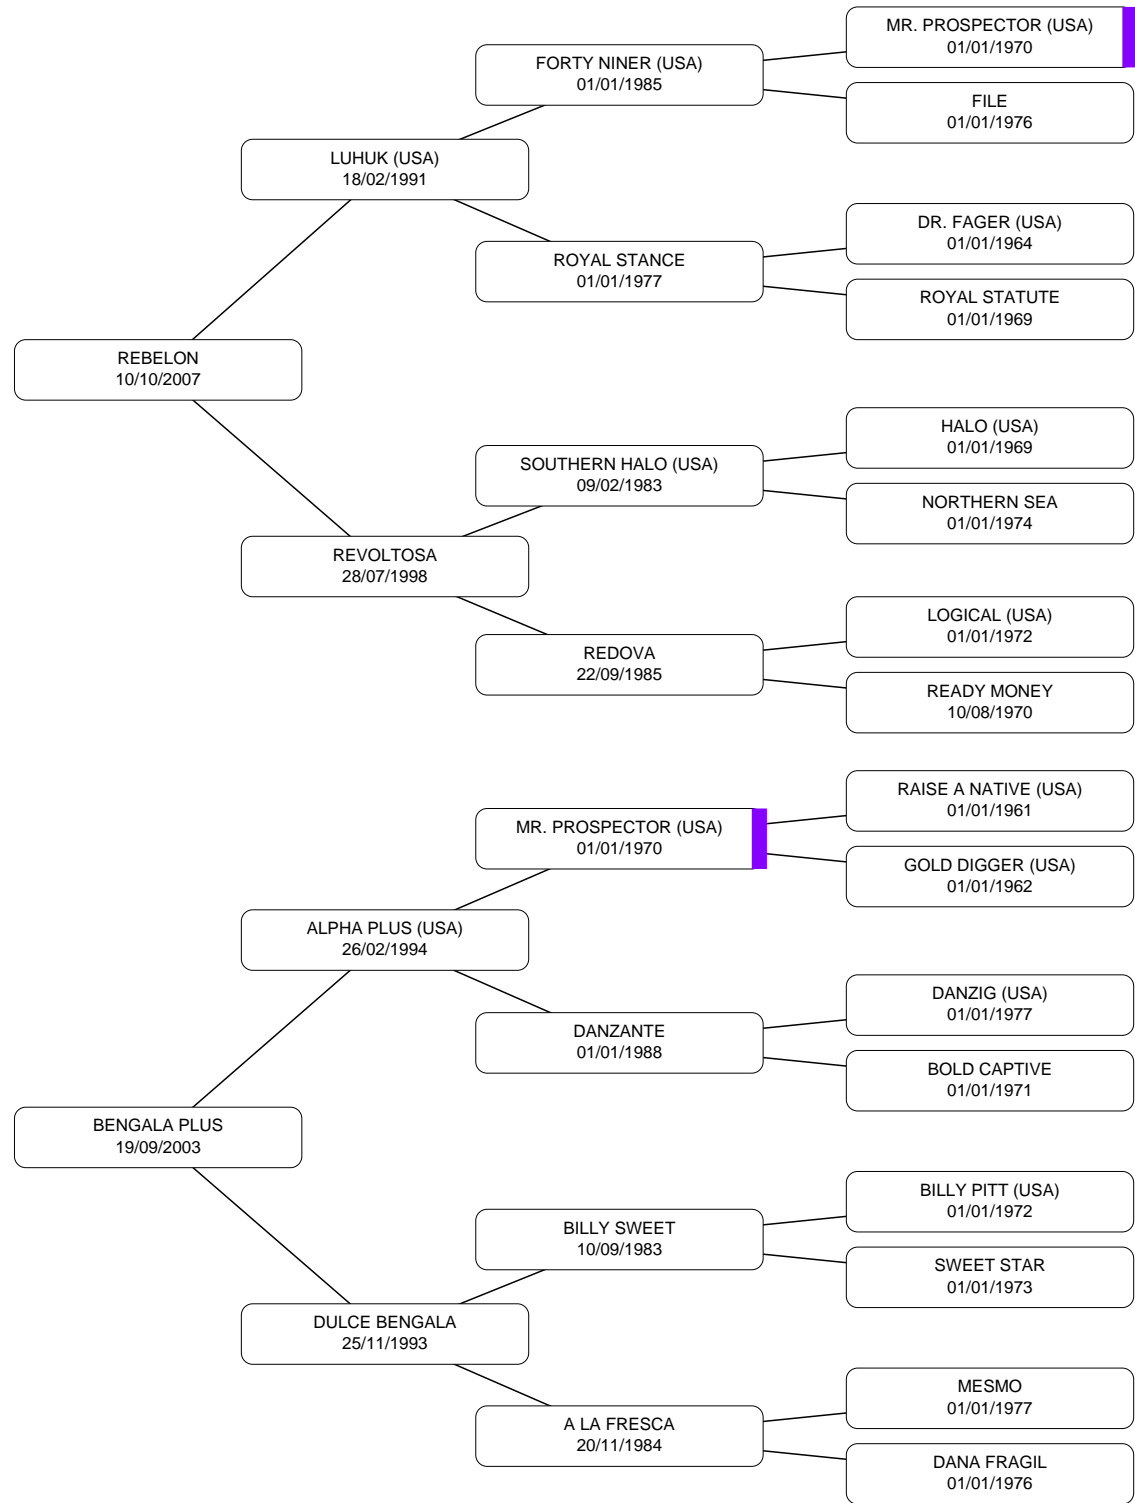 MR. PROSPECTOR (USA)
01/01/1970
FORTY NINER (USA)
01/01/1985
FILE
01/01/1976
LUHUK (USA)
18/02/1991
DR. FAGER (USA)
01/01/1964
ROYAL STANCE
01/01/1977
ROYAL STATUTE
01/01/1969
REBELON
10/10/2007
HALO (USA)
01/01/1969
SOUTHERN HALO (USA)
09/02/1983
NORTHERN SEA
01/01/1974
REVOLTOSA
28/07/1998
LOGICAL (USA)
01/01/1972
REDOVA
22/09/1985
READY MONEY
10/08/1970
RAISE A NATIVE (USA)
01/01/1961
MR. PROSPECTOR (USA)
01/01/1970
GOLD DIGGER (USA)
01/01/1962
ALPHA PLUS (USA)
26/02/1994
DANZIG (USA)
01/01/1977
DANZANTE
01/01/1988
BOLD CAPTIVE
01/01/1971
BENGALA PLUS
19/09/2003
BILLY PITT (USA)
01/01/1972
BILLY SWEET
10/09/1983
SWEET STAR
01/01/1973
DULCE BENGALA
25/11/1993
MESMO
01/01/1977
A LA FRESCA
20/11/1984
DANA FRAGIL
01/01/1976